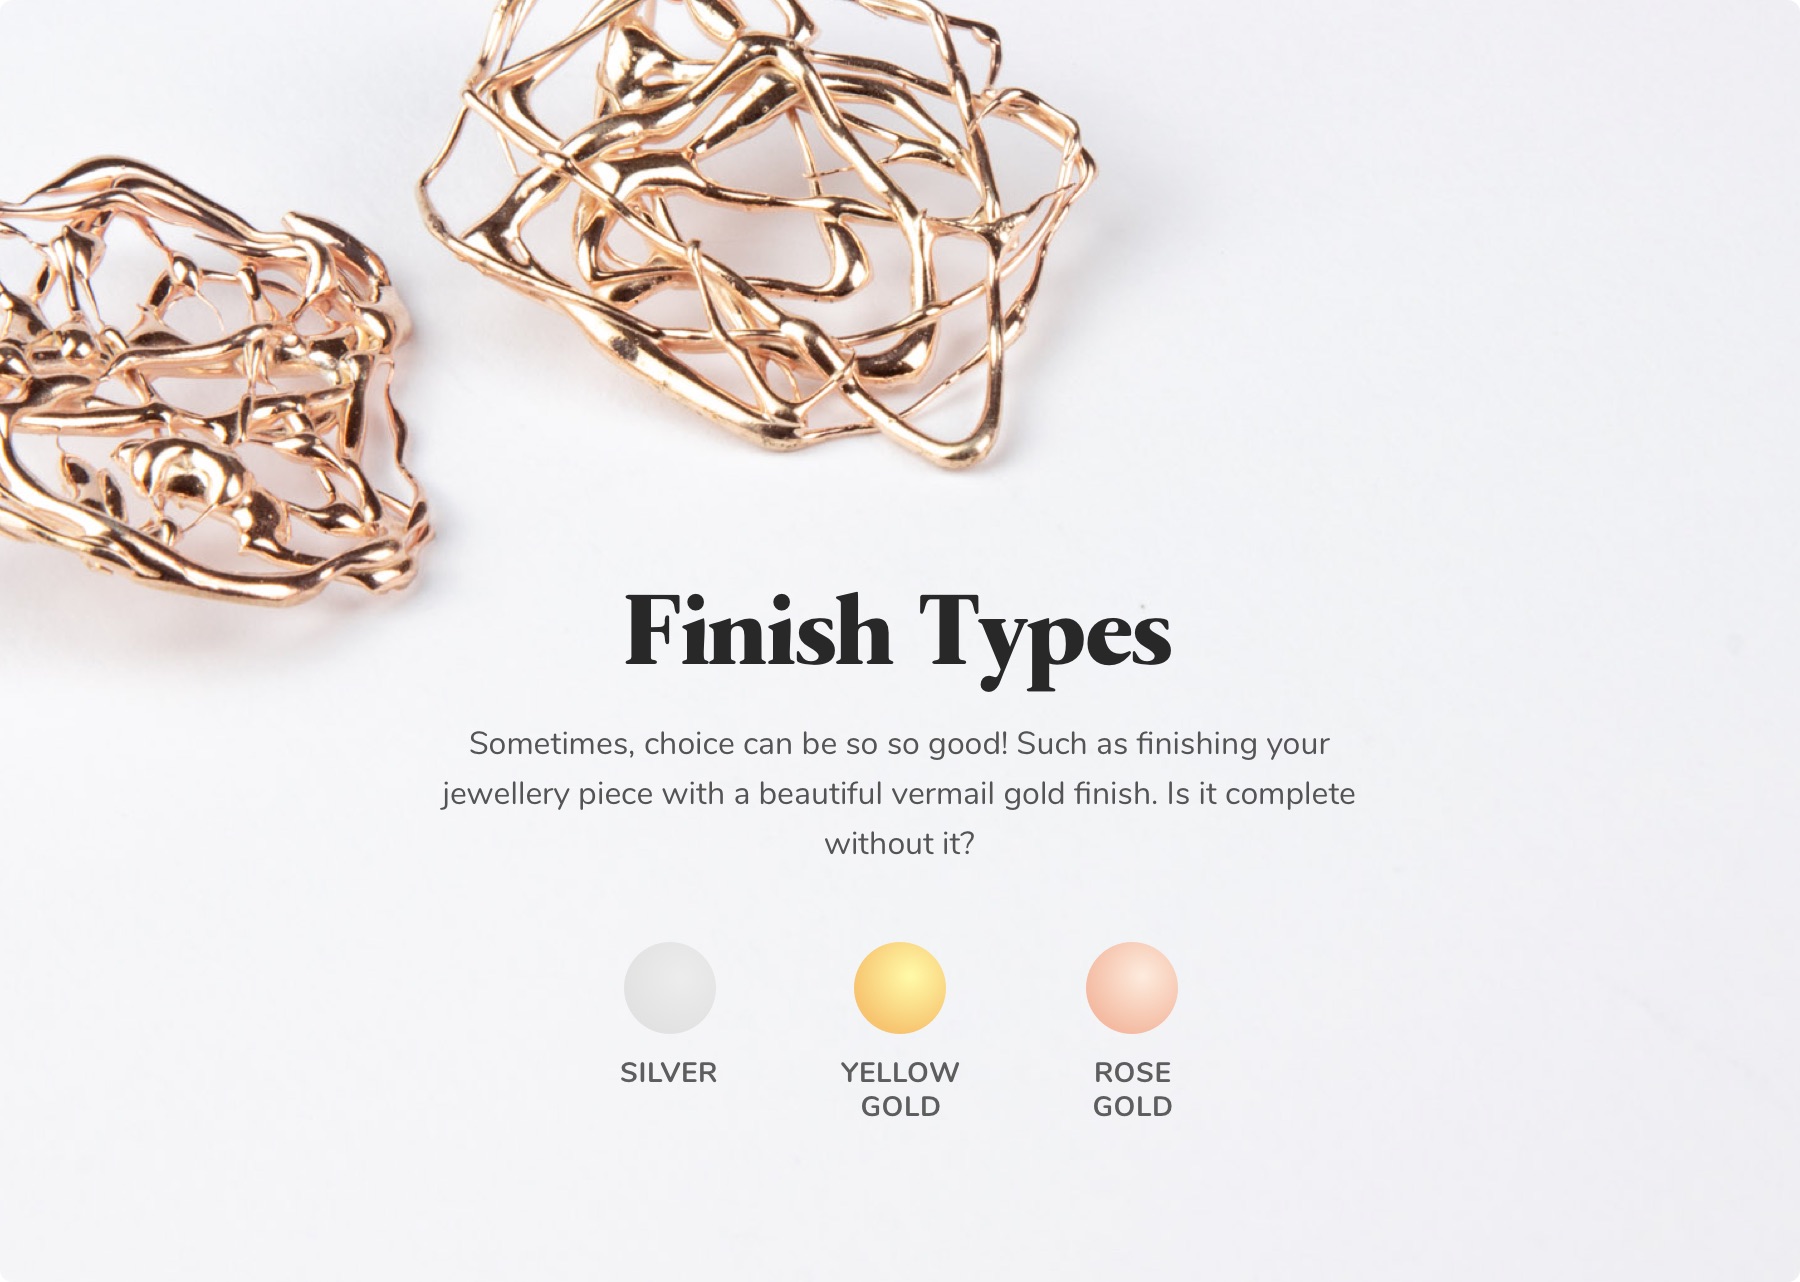 Finish Types
Sometimes, choice can be so so good! Such as finishing your
jewellery piece with a beautiful vermail gold finish. Is it complete
without it?
SILVER
YELLOW
GOLD
ROSE
GOLD